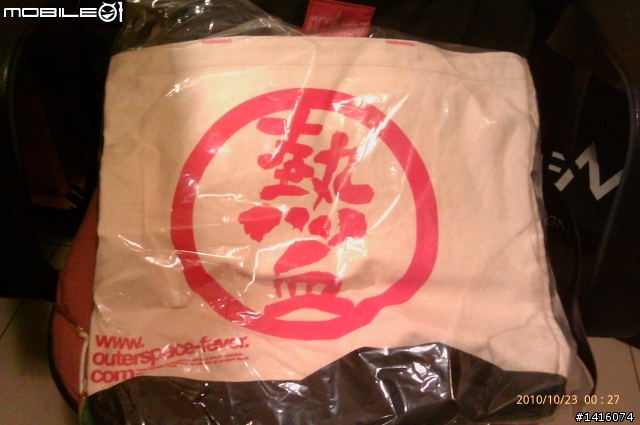 MOBILE01
熱血
www.
outerspace-fever.
com
2010/10/23 00:27
#1416074